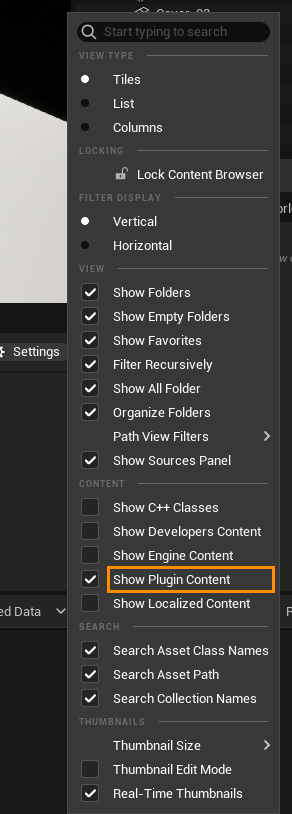 Start typing to search
VIEW TYPE
Tiles
List
Columns
LOCKING
Lock Content Browser
FILTER DISPLAY
Vertical
Horizontal
VIEW
Show Folders
Show Empty Folders
Settings
Show Favorites
Filter Recursively
Show All Folder
Organize Folders
Path View Filters
Show Sources Panel
CONTENT
Show C++ Classes
Show Developers Content
Show Engine Content
Show Plugin Content
Show Localized Content
ed Data
R
SEARCH
Search Asset Class Names
Search Asset Path
Search Collection Names
THUMBNAILS
Thumbnail Size
Thumbnail Edit Mode
Real-Time Thumbnails